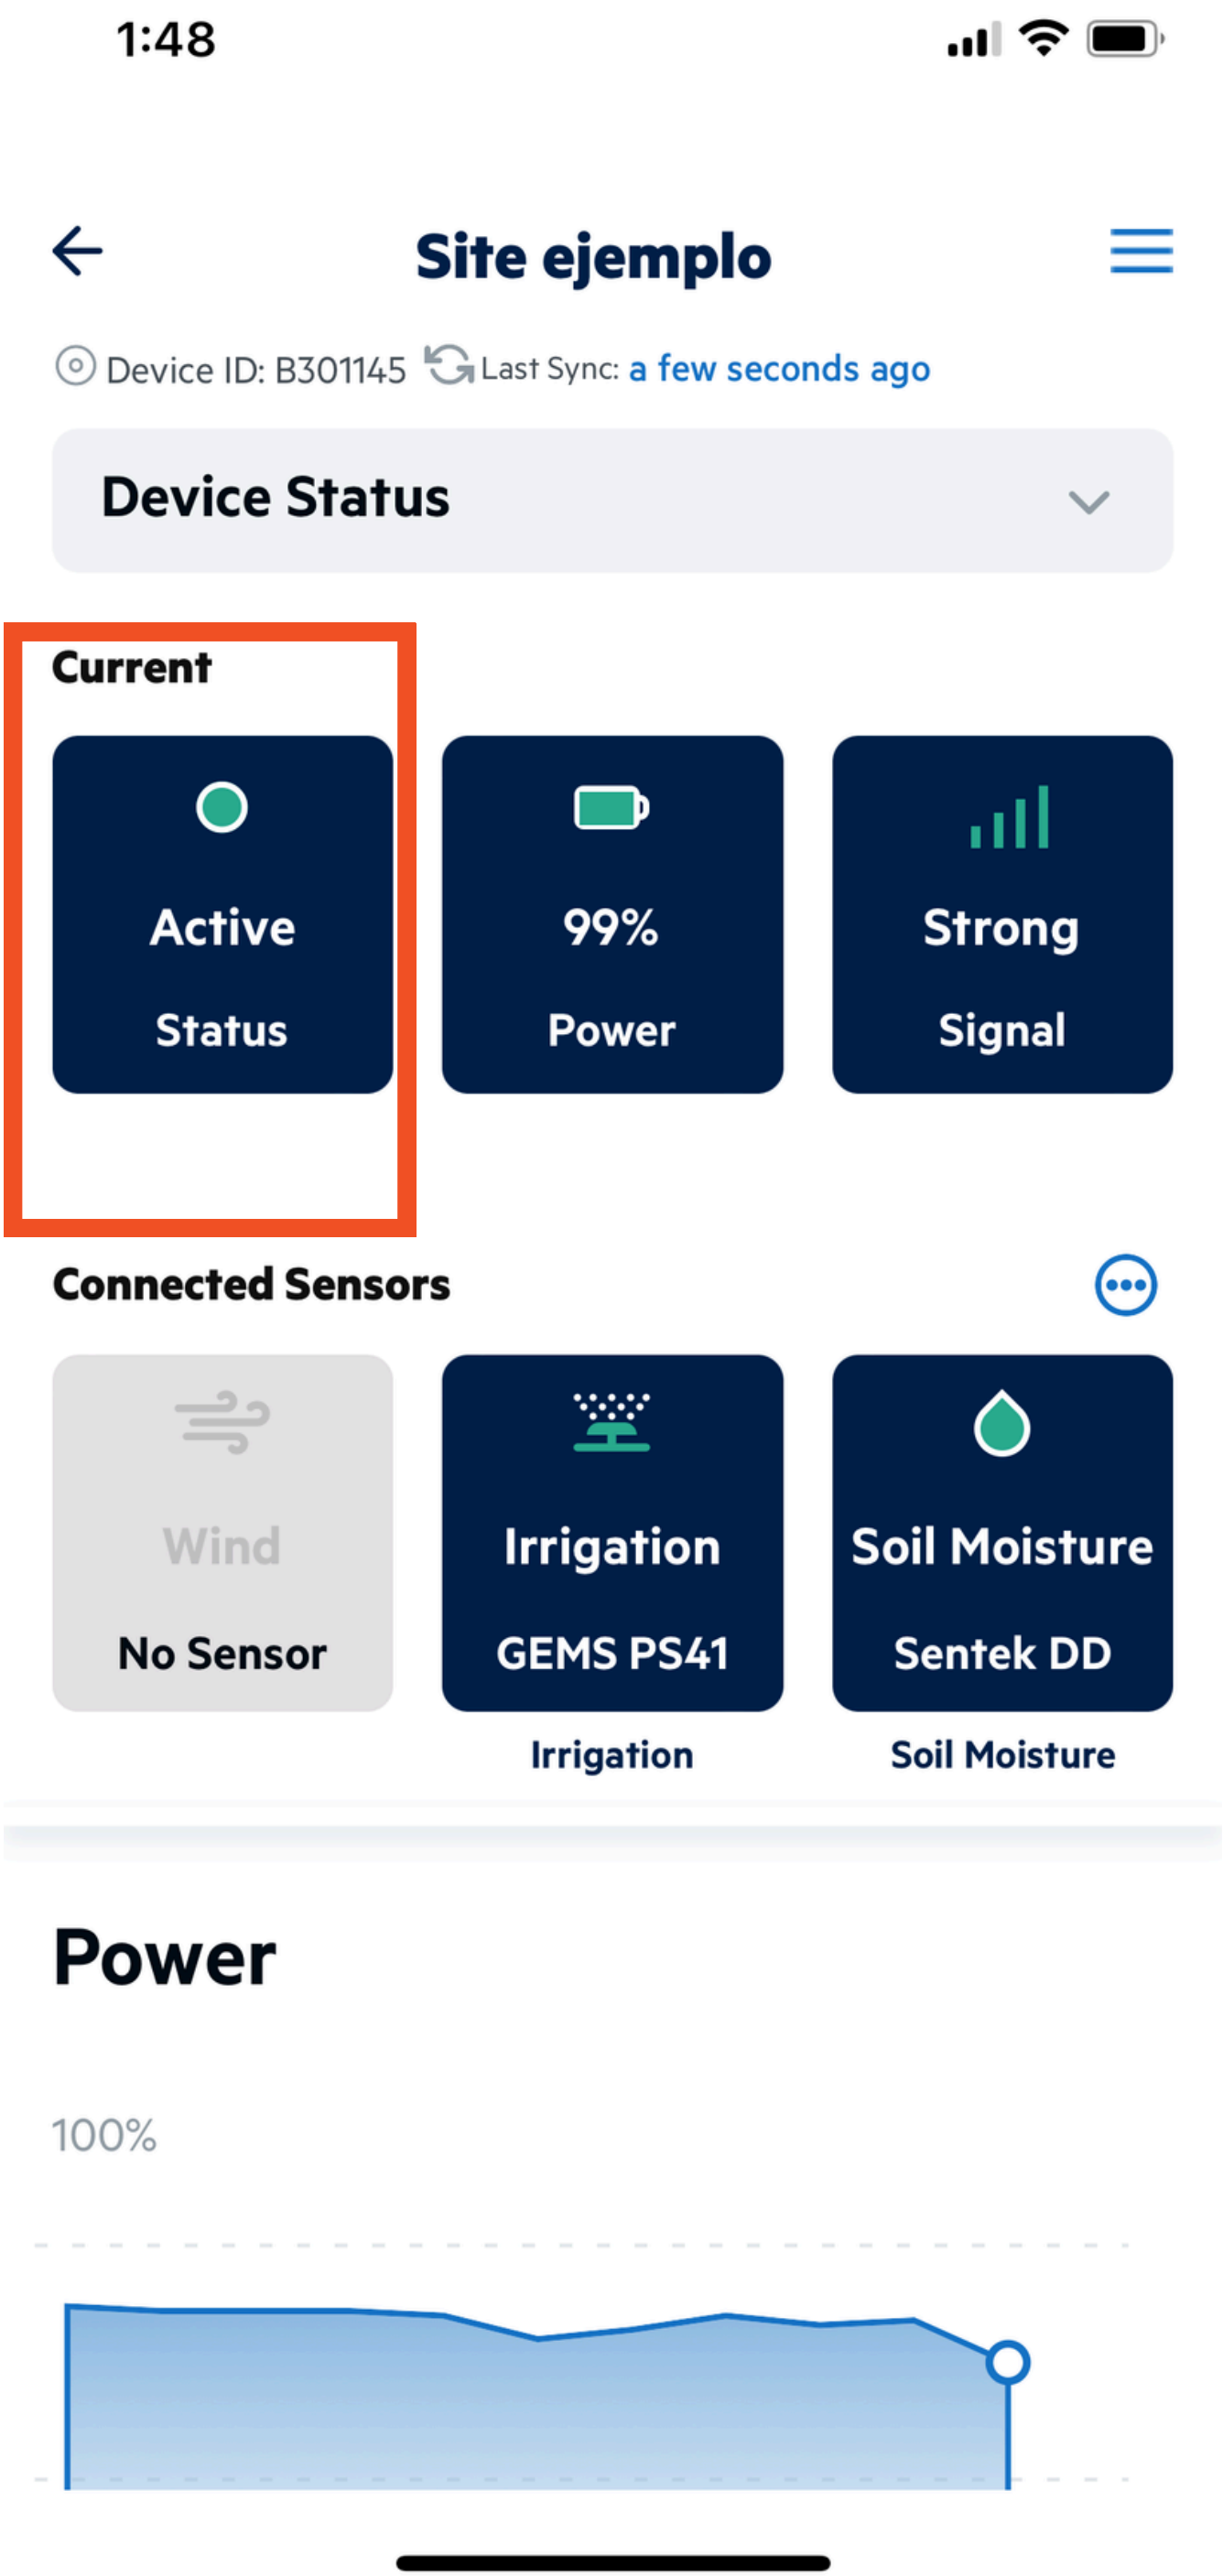 1:48
Site ejemplo
Device ID: B301145 Last Sync: a few seconds ago
Device Status
Current
Active
Status
99%
Power
Strong
Signal
Connected Sensors
Wind
No Sensor
Irrigation
GEMS PS41
Irrigation
Soil Moisture
Sentek DD
Soil Moisture
Power
100%